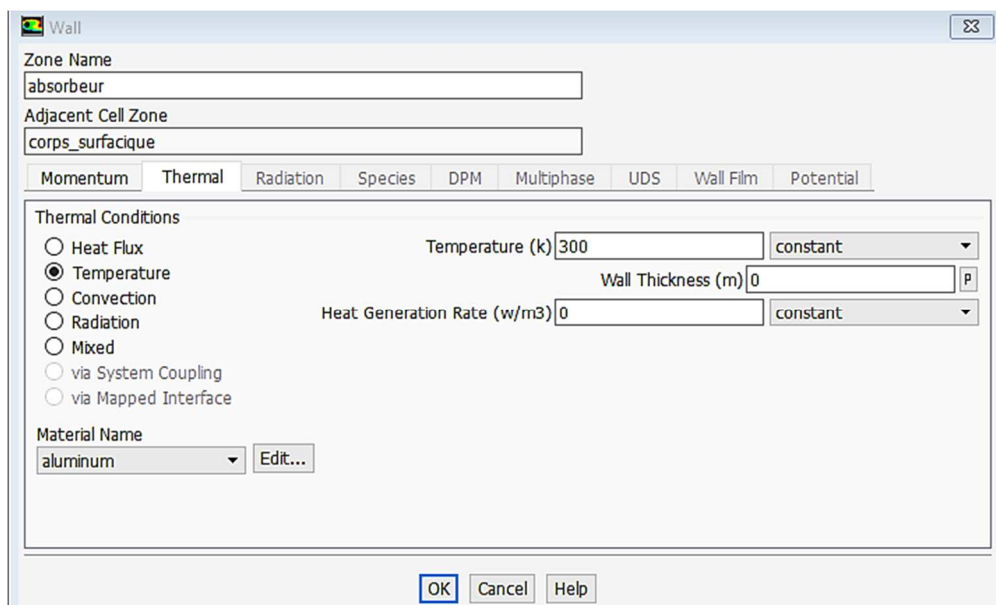 Wall
Zone Name
absorbeur
Adjacent Cell Zone
corps_surfacique
Momentum Thermal Radiation Species DPM Multiphase UDS Wall Film Potential
Thermal Conditions
Heat Flux Temperature (k) 300 constant
Temperature Wall Thickness (m) 0 P
Convection
Radiation Heat Generation Rate (w/m3) 0 constant
Mixed
via System Coupling
via Mapped Interface
Material Name
aluminum Edit...
OK Cancel Help